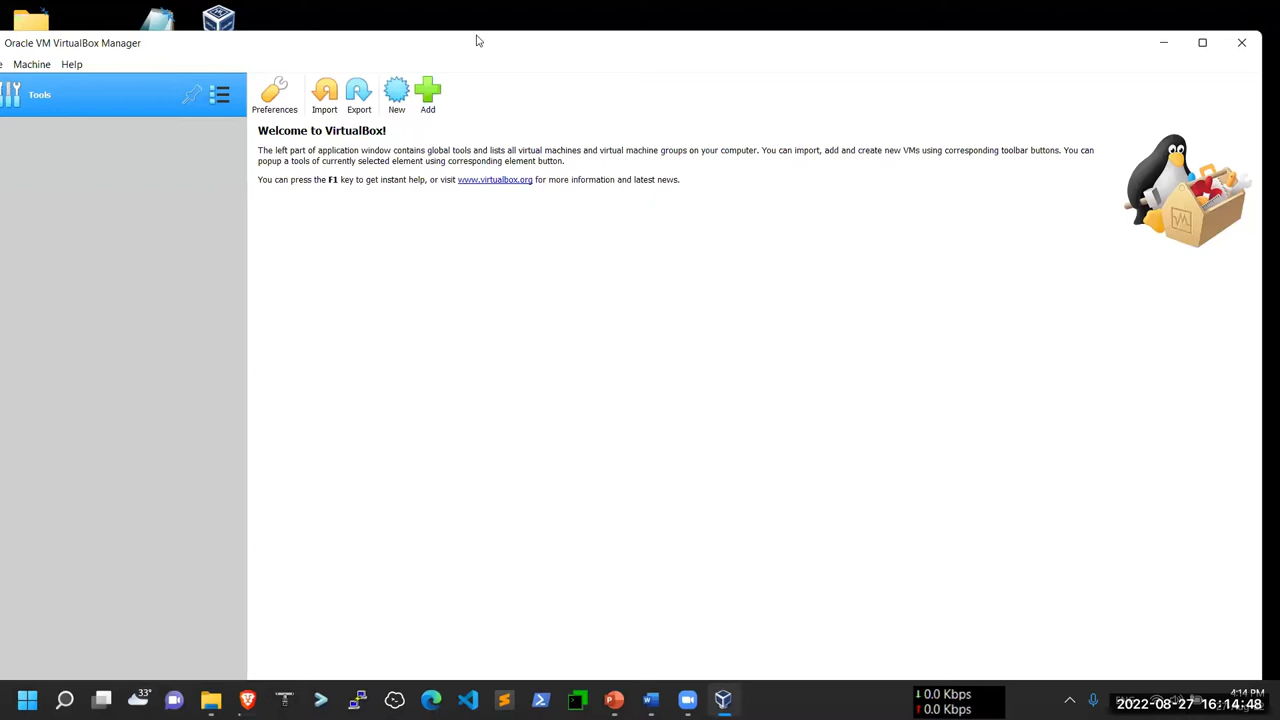 Oracle VM VirtualBox Manager
Machine Help
Tools
Preferences Import Export New Add
Welcome to VirtualBox!
The left part of application window contains global tools and lists all virtual machines and virtual machine groups on your computer. You can import, add and create new VMs using corresponding toolbar buttons. You can
popup a tools of currently selected element using corresponding element button.
You can press the F1 key to get instant help, or visit www.virtualbox.org for more information and latest news.
33°
0.0 Kbps
0.0 Kbps
4:14 PM
2022-08-27 16:14:48